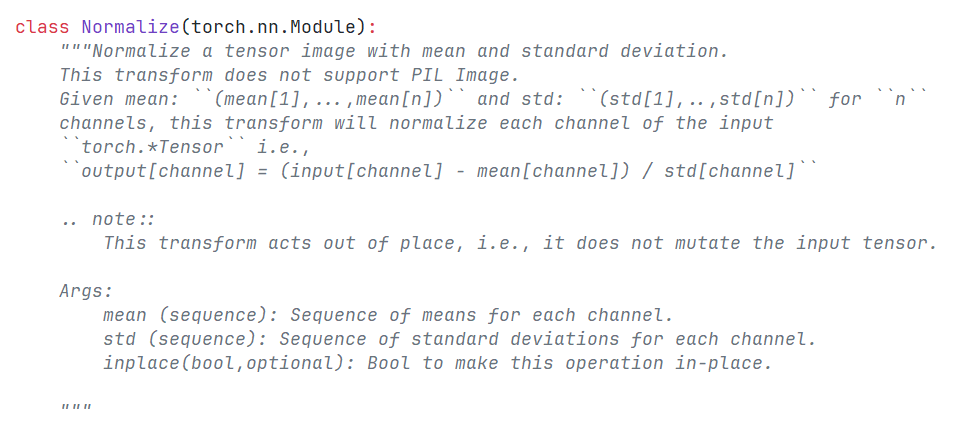 class Normalize(torch.nn.Module):
    """Normalize a tensor image with mean and standard deviation.
    This transform does not support PIL Image.
    Given mean: ``(mean[1],...,mean[n])`` and std: ``(std[1],..,std[n])`` for ``n``
    channels, this transform will normalize each channel of the input
    ``torch.*Tensor`` i.e.,
    ``output[channel] = (input[channel] - mean[channel]) / std[channel]``

    .. note::
        This transform acts out of place, i.e., it does not mutate the input tensor.

    Args:
        mean (sequence): Sequence of means for each channel.
        std (sequence): Sequence of standard deviations for each channel.
        inplace(bool,optional): Bool to make this operation in-place.

    """